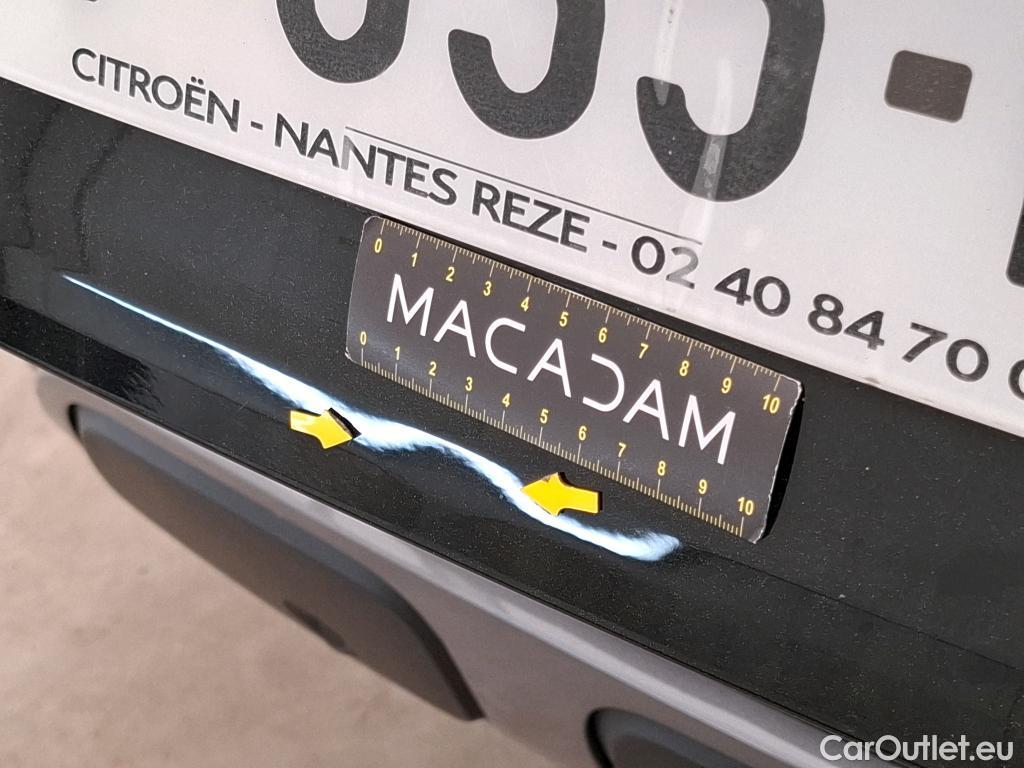 CITROËN - NANTES REZE - 02 40 84 70
0 1 2 3 4 5 6 7 8 9 10
MACADAM
0 1 2 3 4 5 6 7 8 9 10
CarOutlet.eu